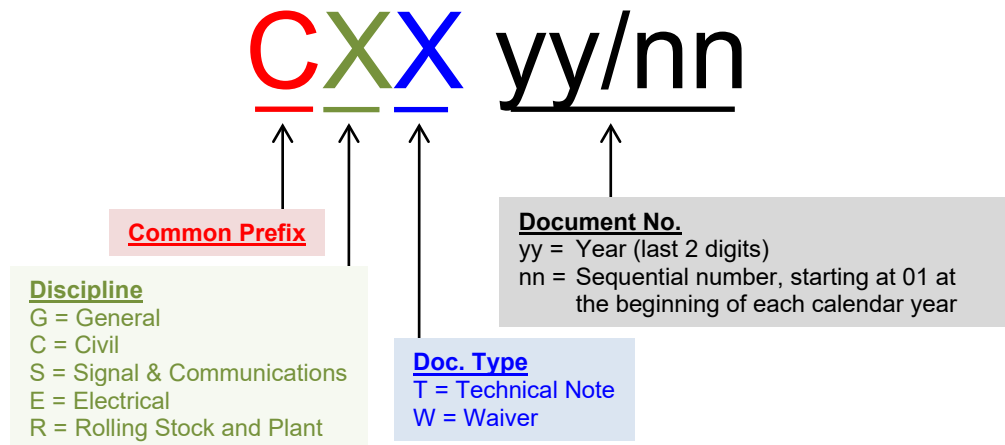 CXX yy/nn
Common Prefix
Discipline
G = General
C = Civil
S = Signal & Communications
E = Electrical
R = Rolling Stock and Plant
Doc. Type
T = Technical Note
W = Waiver
Document No.
yy = Year (last 2 digits)
nn = Sequential number, starting at 01 at
the beginning of each calendar year